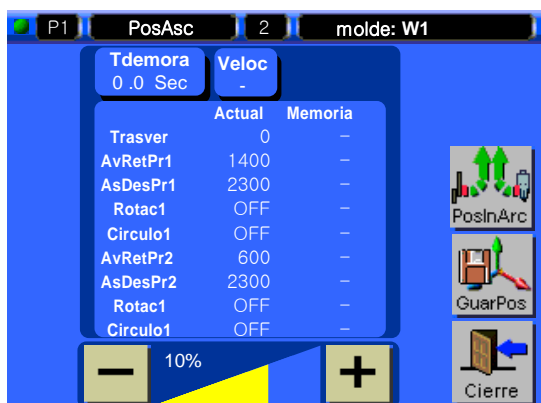 P1 PosAsc 2 molde: W1
Tdemora Veloc
0 .0 Sec -
Actual Memoria
Trasver 0 –
AvRetPr1 1400 –
AsDesPr1 2300 –
Rotac1 OFF –
Circulo1 OFF –
AvRetPr2 600 –
AsDesPr2 2300 –
Rotac1 OFF –
Circulo1 OFF –
PosInArc
GuarPos
Cierre
– 10% +